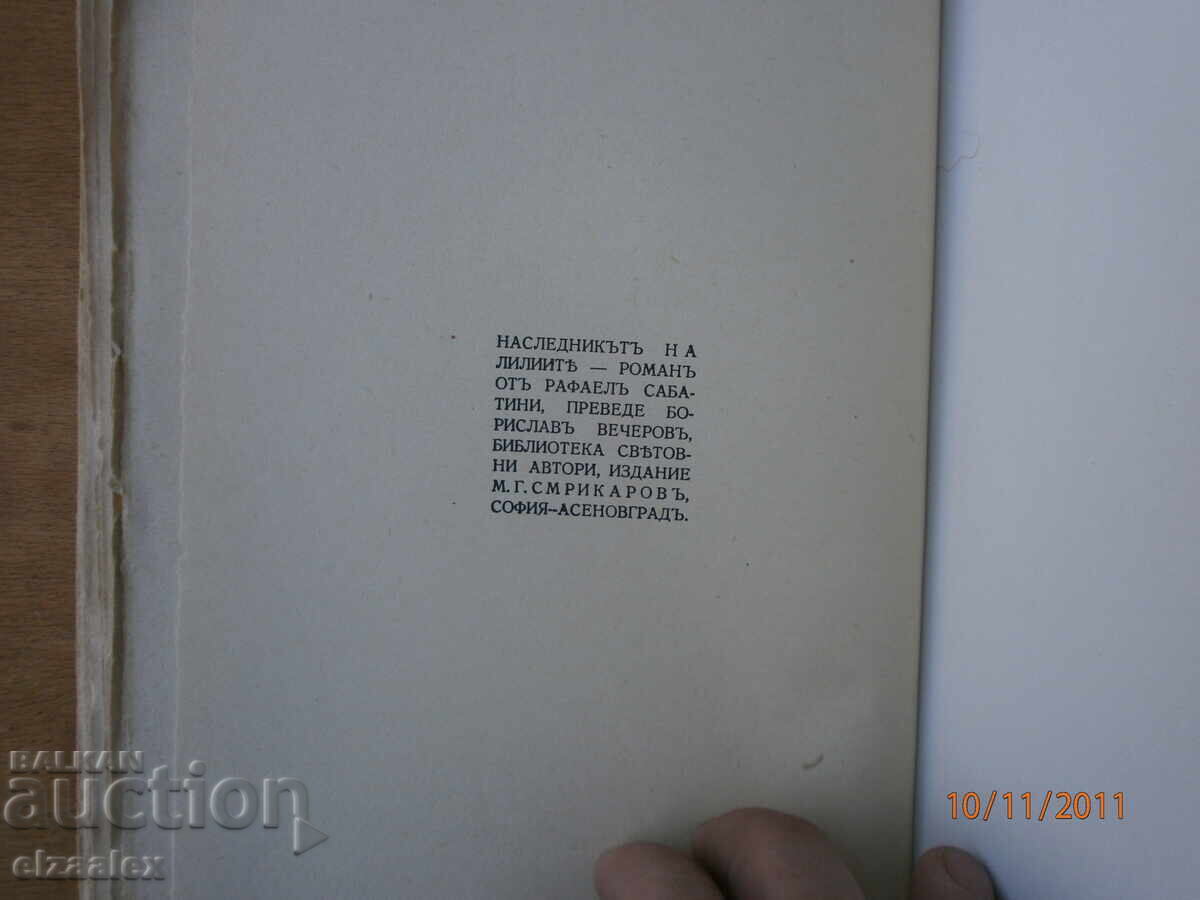 НАСЛЕДНИКЪТЪ НА
ЛИЛИИТѢ — РОМАНЪ
ОТЪ РАФАЕЛЪ САБА-
ТИНИ, ПРЕВЕДЕ БО-
РИСЛАВЪ ВЕЧЕРОВЪ,
БИБЛИОТЕКА СВѢТОВ-
НИ АВТОРИ, ИЗДАНИЕ
М. Г. СМРИКАРОВЪ,
СОФИЯ—АСЕНОВГРАДЪ.
BALKAN
auction
elzaalex
10/11/2011